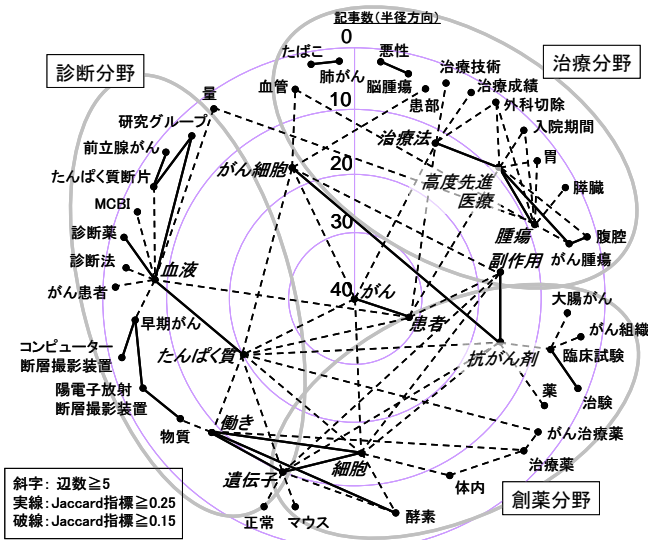 記事数(半径方向)
0
10
20
30
40
診断分野
治療分野
創薬分野
たばこ
肺がん
悪性
脳腫瘍
血管
患部
治療技術
治療成績
外科切除
入院期間
胃
膵臓
腹腔
がん腫瘍
腫瘍
治療法
高度先進
医療
副作用
量
研究グループ
前立腺がん
たんぱく質断片
MCBI
診断薬
診断法
がん患者
血液
がん細胞
がん
患者
早期がん
コンピューター
断層撮影装置
陽電子放射
断層撮影装置
物質
たんぱく質
働き
遺伝子
細胞
正常
マウス
酵素
体内
抗がん剤
大腸がん
がん組織
臨床試験
治験
薬
がん治療薬
治療薬
斜字: 辺数≧5
実線:Jaccard指標≧0.25
破線:Jaccard指標≧0.15